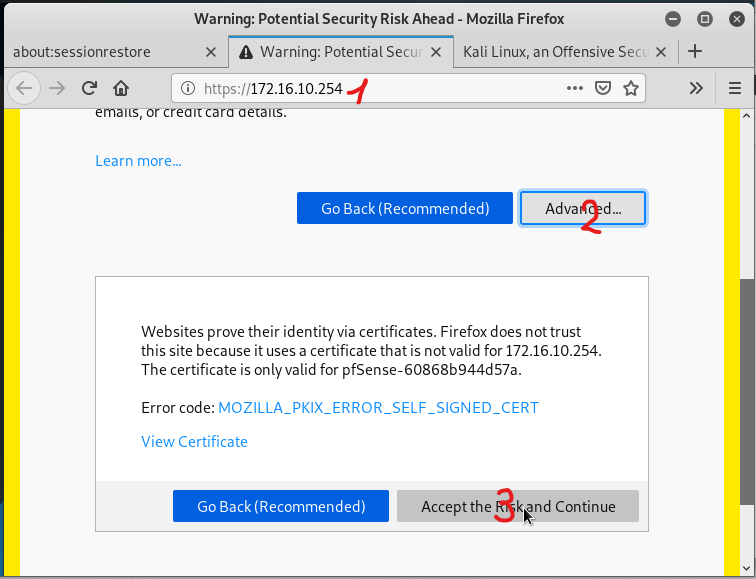 Warning: Potential Security Risk Ahead - Mozilla Firefox
about:sessionrestore
Warning: Potential Secur
Kali Linux, an Offensive Secu
https://172.16.10.254 1
emails, or credit card details.
Learn more...
Go Back (Recommended)
Advanced...
2
Websites prove their identity via certificates. Firefox does not trust
this site because it uses a certificate that is not valid for 172.16.10.254.
The certificate is only valid for pfSense-60868b944d57a.
Error code: MOZILLA_PKIX_ERROR_SELF_SIGNED_CERT
View Certificate
Go Back (Recommended)
Accept the Risk and Continue
3